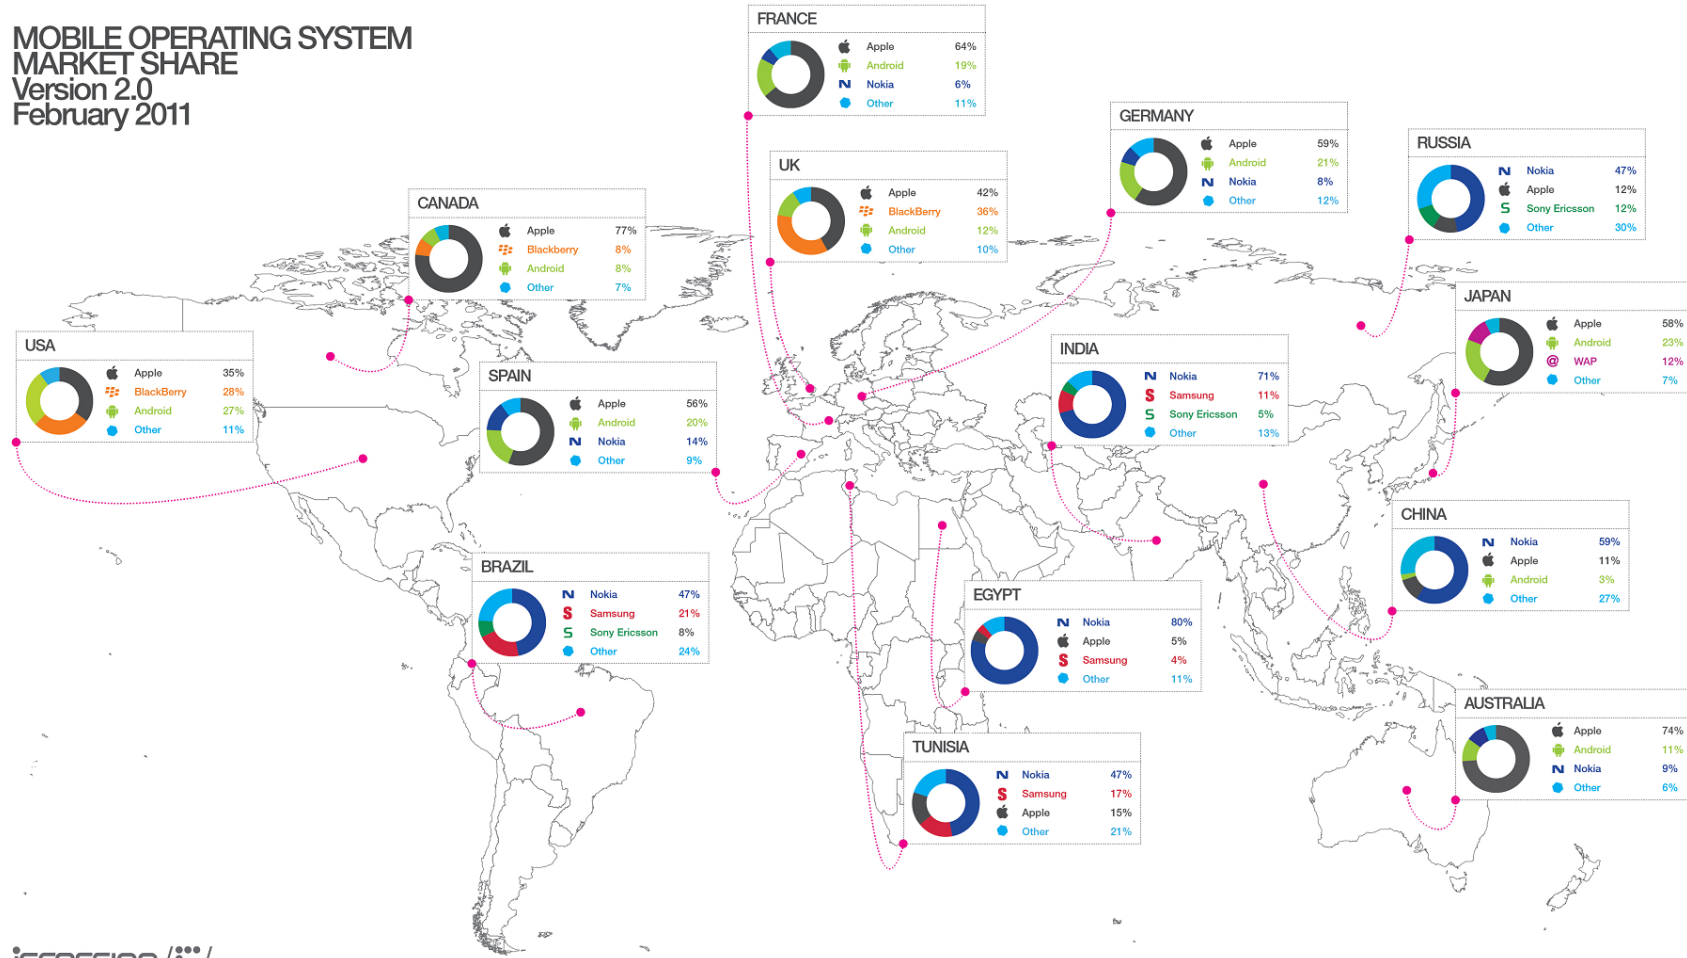 MOBILE OPERATING SYSTEM
MARKET SHARE
Version 2.0
February 2011
FRANCE
Apple 64%
Android 19%
Nokia 6%
Other 11%
GERMANY
Apple 59%
Android 21%
Nokia 8%
Other 12%
RUSSIA
Nokia 47%
Apple 12%
Sony Ericsson 12%
Other 30%
UK
Apple 42%
BlackBerry 36%
Android 12%
Other 10%
CANADA
Apple 77%
Blackberry 8%
Android 8%
Other 7%
JAPAN
Apple 58%
Android 23%
@ WAP 12%
Other 7%
USA
Apple 35%
BlackBerry 28%
Android 27%
Other 11%
INDIA
Nokia 71%
Samsung 11%
Sony Ericsson 5%
Other 13%
SPAIN
Apple 56%
Android 20%
Nokia 14%
Other 9%
CHINA
Nokia 59%
Apple 11%
Android 3%
Other 27%
BRAZIL
Nokia 47%
Samsung 21%
Sony Ericsson 8%
Other 24%
EGYPT
Nokia 80%
Apple 5%
Samsung 4%
Other 11%
AUSTRALIA
Apple 74%
Android 11%
Nokia 9%
Other 6%
TUNISIA
Nokia 47%
Samsung 17%
Apple 15%
Other 21%